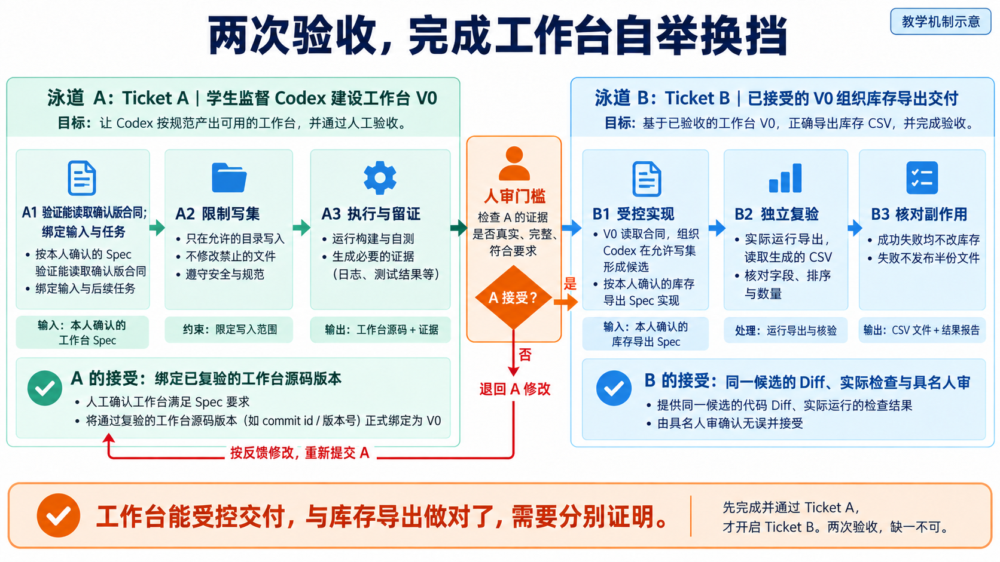 两次验收，完成工作台自举换挡
教学机制示意
泳道 A：Ticket A｜学生监督 Codex 建设工作台 V0
目标：让 Codex 按规范产出可用的工作台，并通过人工验收。
A1 验证能读取确认版合同；
绑定输入与任务
• 按本人确认的 Spec
验证能读取确认版合同
• 绑定输入与后续任务
输入：本人确认的
工作台 Spec
A2 限制写集
• 只在允许的目录写入
• 不修改禁止的文件
• 遵守安全与规范
约束：限定写入范围
A3 执行与留证
• 运行构建与自测
• 生成必要的证据
（日志、测试结果等）
输出：工作台源码 + 证据
A 的接受：绑定已复验的工作台源码版本
• 人工确认工作台满足 Spec 要求
• 将通过复验的工作台源码版本（如 commit id / 版本号）正式绑定为 V0
人审门槛
检查 A 的证据
是否真实、完整、
符合要求
A 接受？
是
否
退回 A 修改
按反馈修改，重新提交 A
泳道 B：Ticket B｜已接受的 V0 组织库存导出交付
目标：基于已验收的工作台 V0，正确导出库存 CSV，并完成验收。
B1 受控实现
• V0 读取合同，组织
Codex 在允许写集
形成候选
• 按本人确认的库存
导出 Spec 实现
输入：本人确认的
库存导出 Spec
B2 独立复验
• 实际运行导出，
读取生成的 CSV
• 核对字段、排序
与数量
处理：运行导出与核验
B3 核对副作用
• 成功失败均不改库存
• 失败不发布半份文件
输出：CSV 文件 + 结果报告
B 的接受：同一候选的 Diff、实际检查与具名人审
• 提供同一候选的代码 Diff、实际运行的检查结果
• 由具名人审确认无误并接受
工作台能受控交付，与库存导出做对了，需要分别证明。
先完成并通过 Ticket A，
才开启 Ticket B。两次验收，缺一不可。